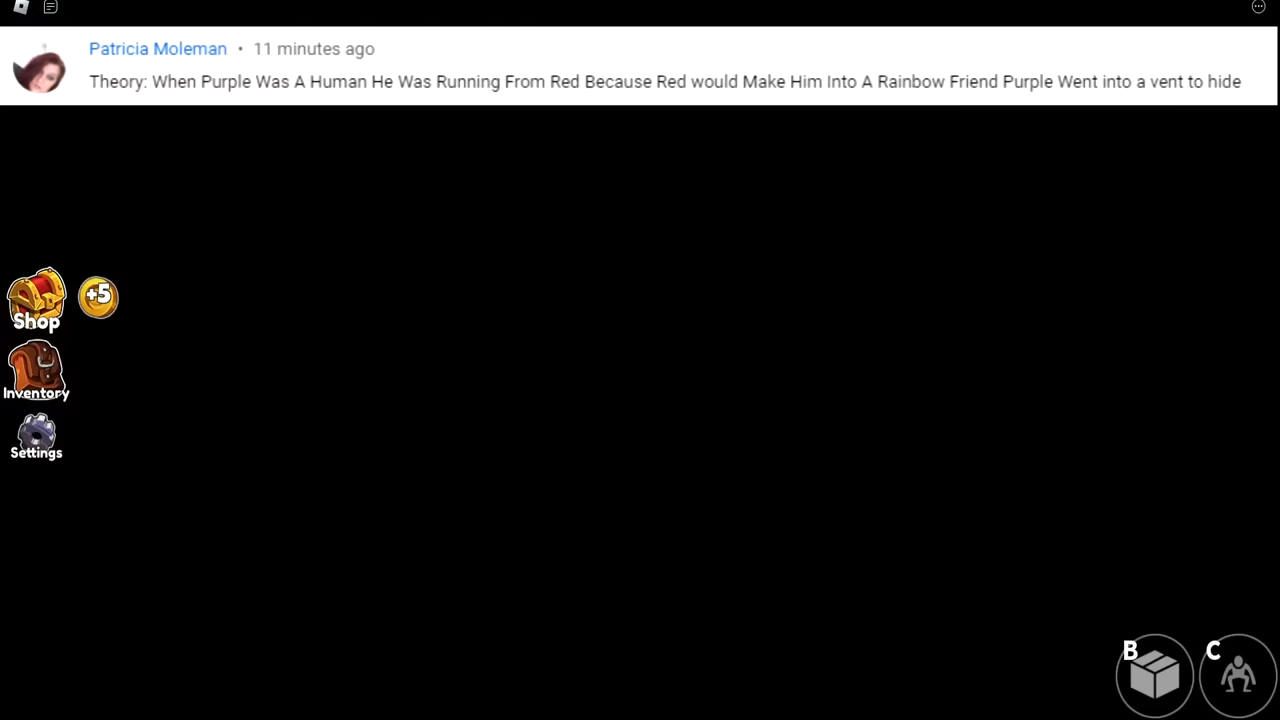 Patricia Moleman • 11 minutes ago
Theory: When Purple Was A Human He Was Running From Red Because Red would Make Him Into A Rainbow Friend Purple Went into a vent to hide
+5
Shop
Inventory
Settings
B
C